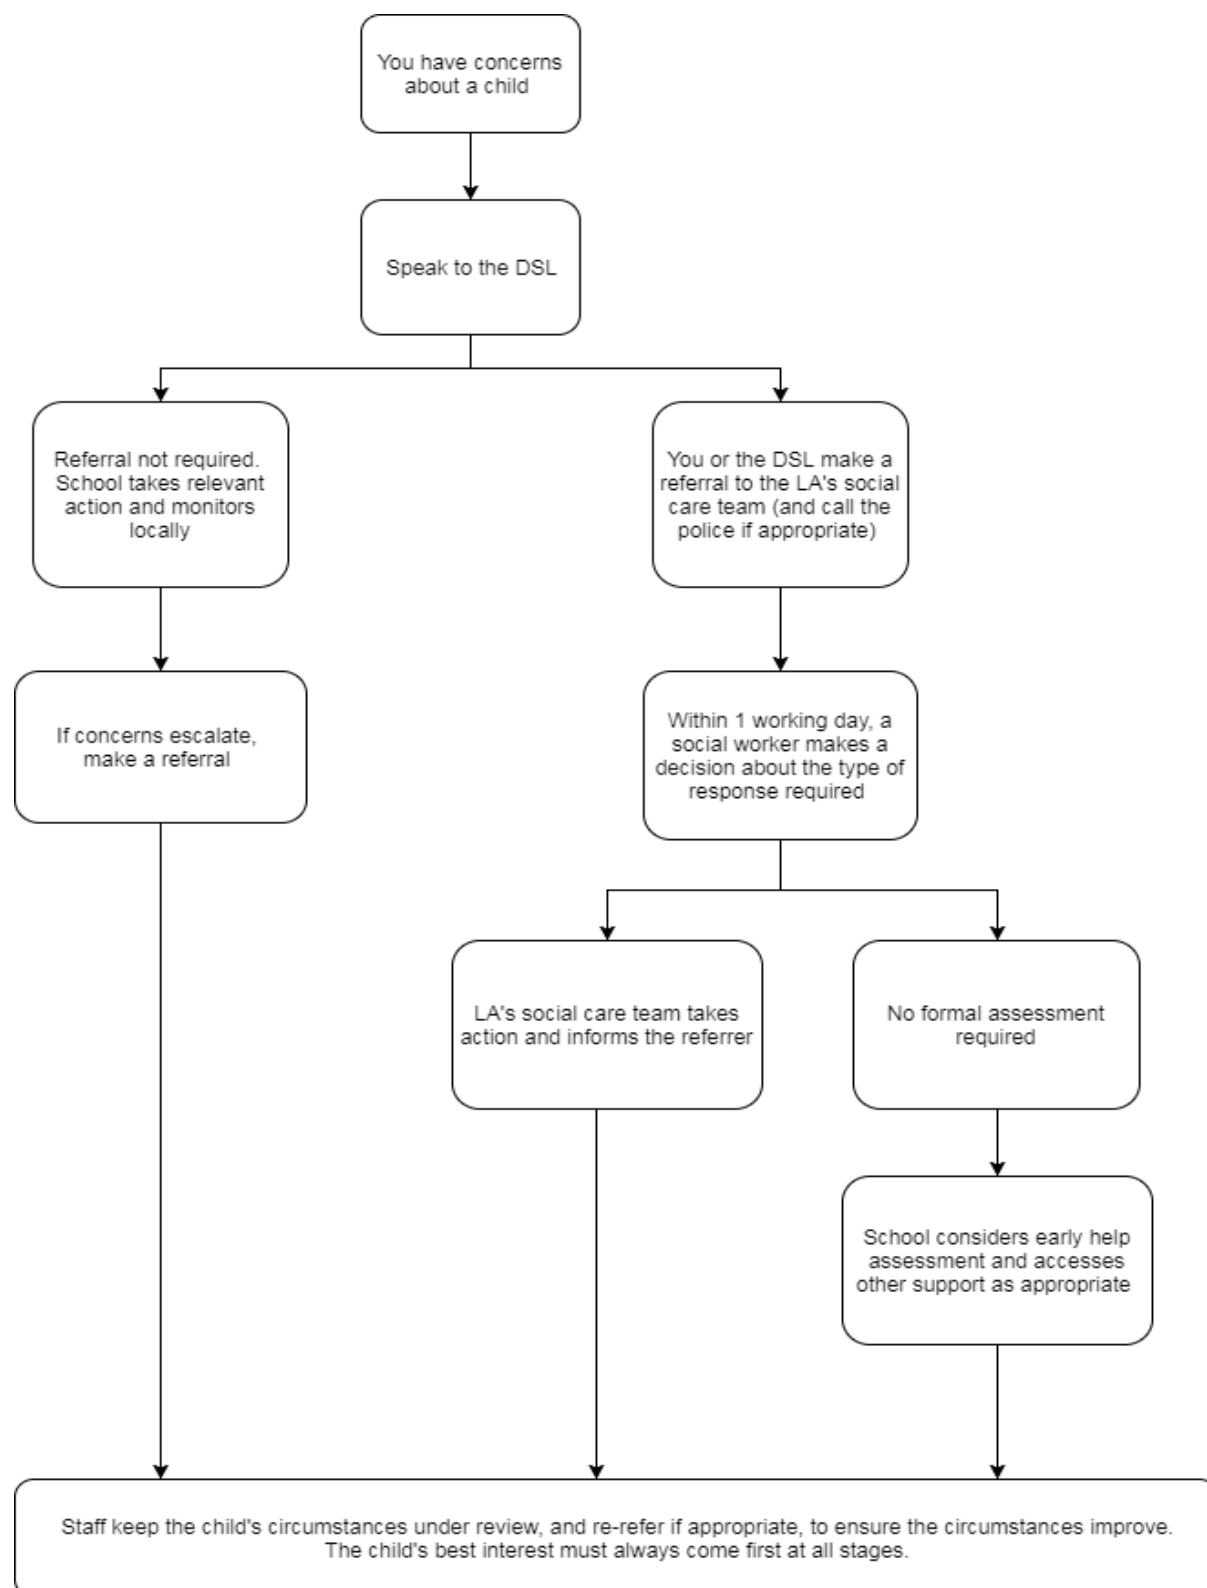 You have concerns
about a child
Speak to the DSL
Referral not required.
School takes relevant
action and monitors
locally
You or the DSL make a
referral to the LA's social
care team (and call the
police if appropriate)
If concerns escalate,
make a referral
Within 1 working day, a
social worker makes a
decision about the type of
response required
LA's social care team takes
action and informs the referrer
No formal assessment
required
School considers early help
assessment and accesses
other support as appropriate
Staff keep the child's circumstances under review, and re-refer if appropriate, to ensure the circumstances improve.
The child's best interest must always come first at all stages.